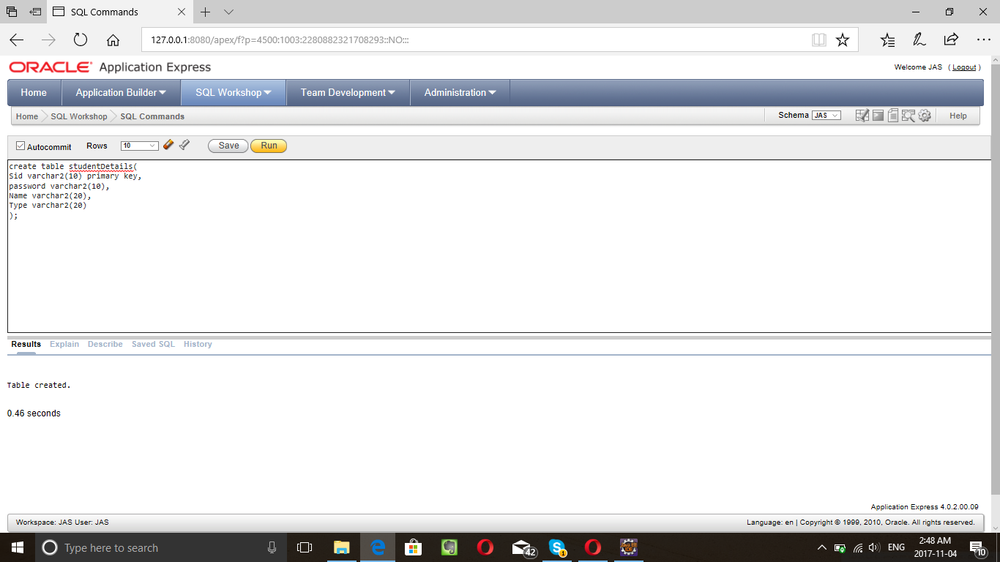 SQL Commands
127.0.0.1:8080/apex/f?p=4500:1003:2280882321708293::NO:::
ORACLE Application Express
Welcome JAS ( Logout )
Home Application Builder SQL Workshop Team Development Administration
Home SQL Workshop SQL Commands Schema JAS Help
Autocommit Rows 10 Save Run
create table studentDetails(
Sid varchar2(10) primary key,
password varchar2(10),
Name varchar2(20),
Type varchar2(20)
);
Results Explain Describe Saved SQL History
Table created.
0.46 seconds
Application Express 4.0.2.00.09
Workspace: JAS User: JAS Language: en | Copyright © 1999, 2010, Oracle. All rights reserved.
Type here to search 42 1 ENG 2:48 AM
2017-11-04 10